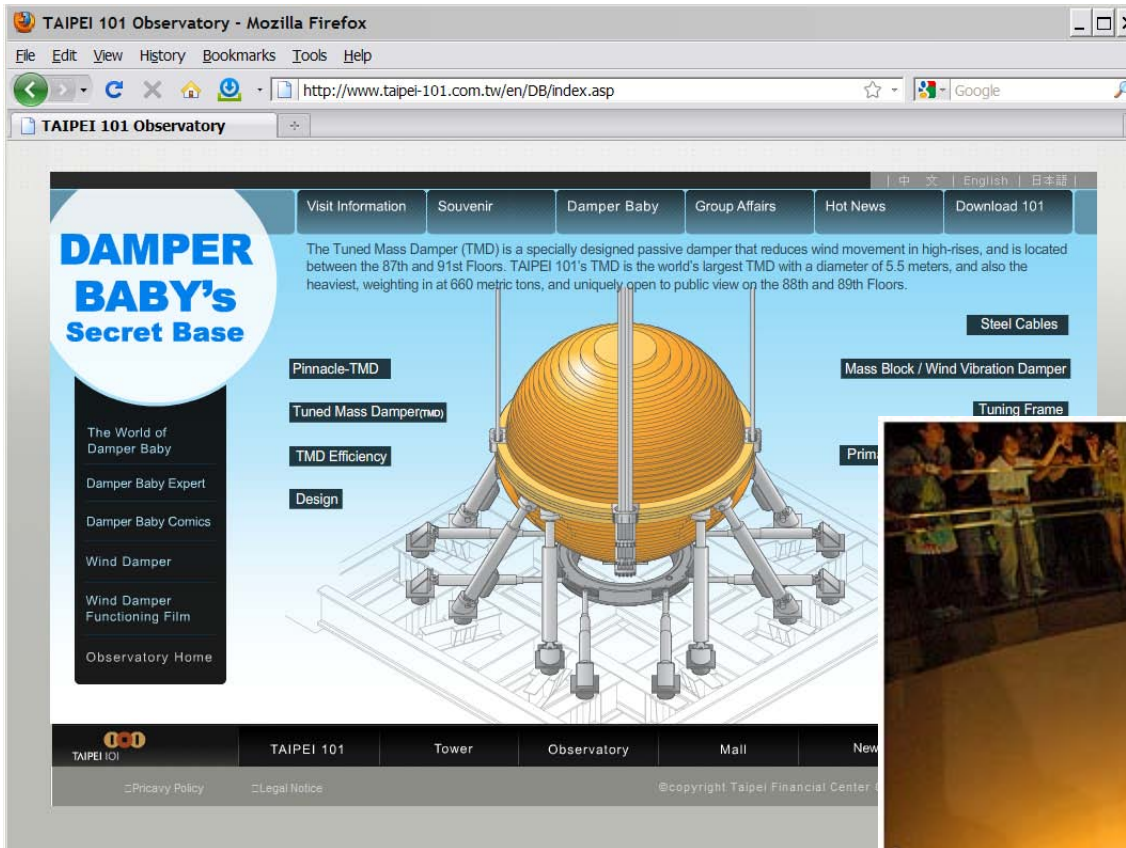 TAIPEI 101 Observatory - Mozilla Firefox
File Edit View History Bookmarks Tools Help
http://www.taipei-101.com.tw/en/DB/index.asp
Google
TAIPEI 101 Observatory
| 中 文 | English | 日本語 |
Visit Information Souvenir Damper Baby Group Affairs Hot News Download 101
DAMPER
BABY's
Secret Base
The Tuned Mass Damper (TMD) is a specially designed passive damper that reduces wind movement in high-rises, and is located
between the 87th and 91st Floors. TAIPEI 101's TMD is the world's largest TMD with a diameter of 5.5 meters, and also the
heaviest, weighting in at 660 metric tons, and uniquely open to public view on the 88th and 89th Floors.
Steel Cables
Pinnacle-TMD
Mass Block / Wind Vibration Damper
Tuned Mass Damper(TMD)
Tuning Frame
TMD Efficiency
Prim
Design
The World of
Damper Baby
Damper Baby Expert
Damper Baby Comics
Wind Damper
Wind Damper
Functioning Film
Observatory Home
TAIPEI 101
TAIPEI 101 Tower Observatory Mall New
□Pricavy Policy □Legal Notice ©copyright Taipei Financial Center